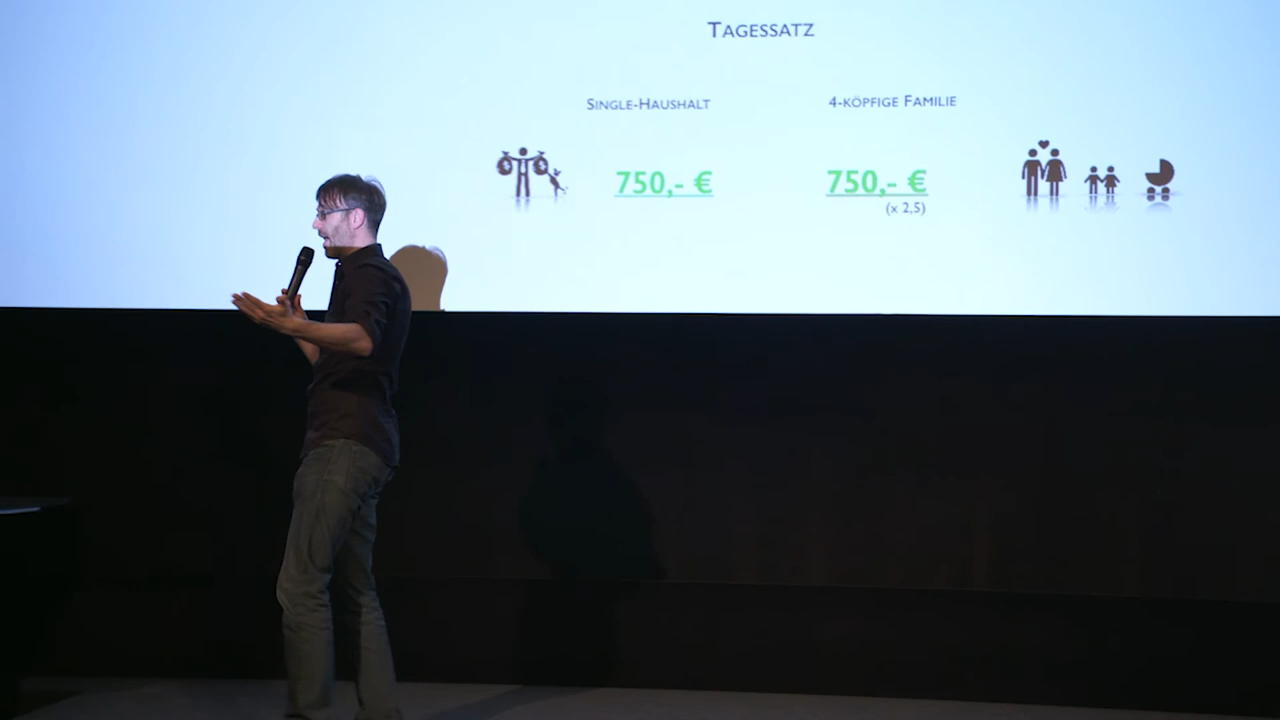 TAGESSATZ
SINGLE-HAUSHALT
4-KÖPFIGE FAMILIE
750,- €
750,- €
(x 2,5)